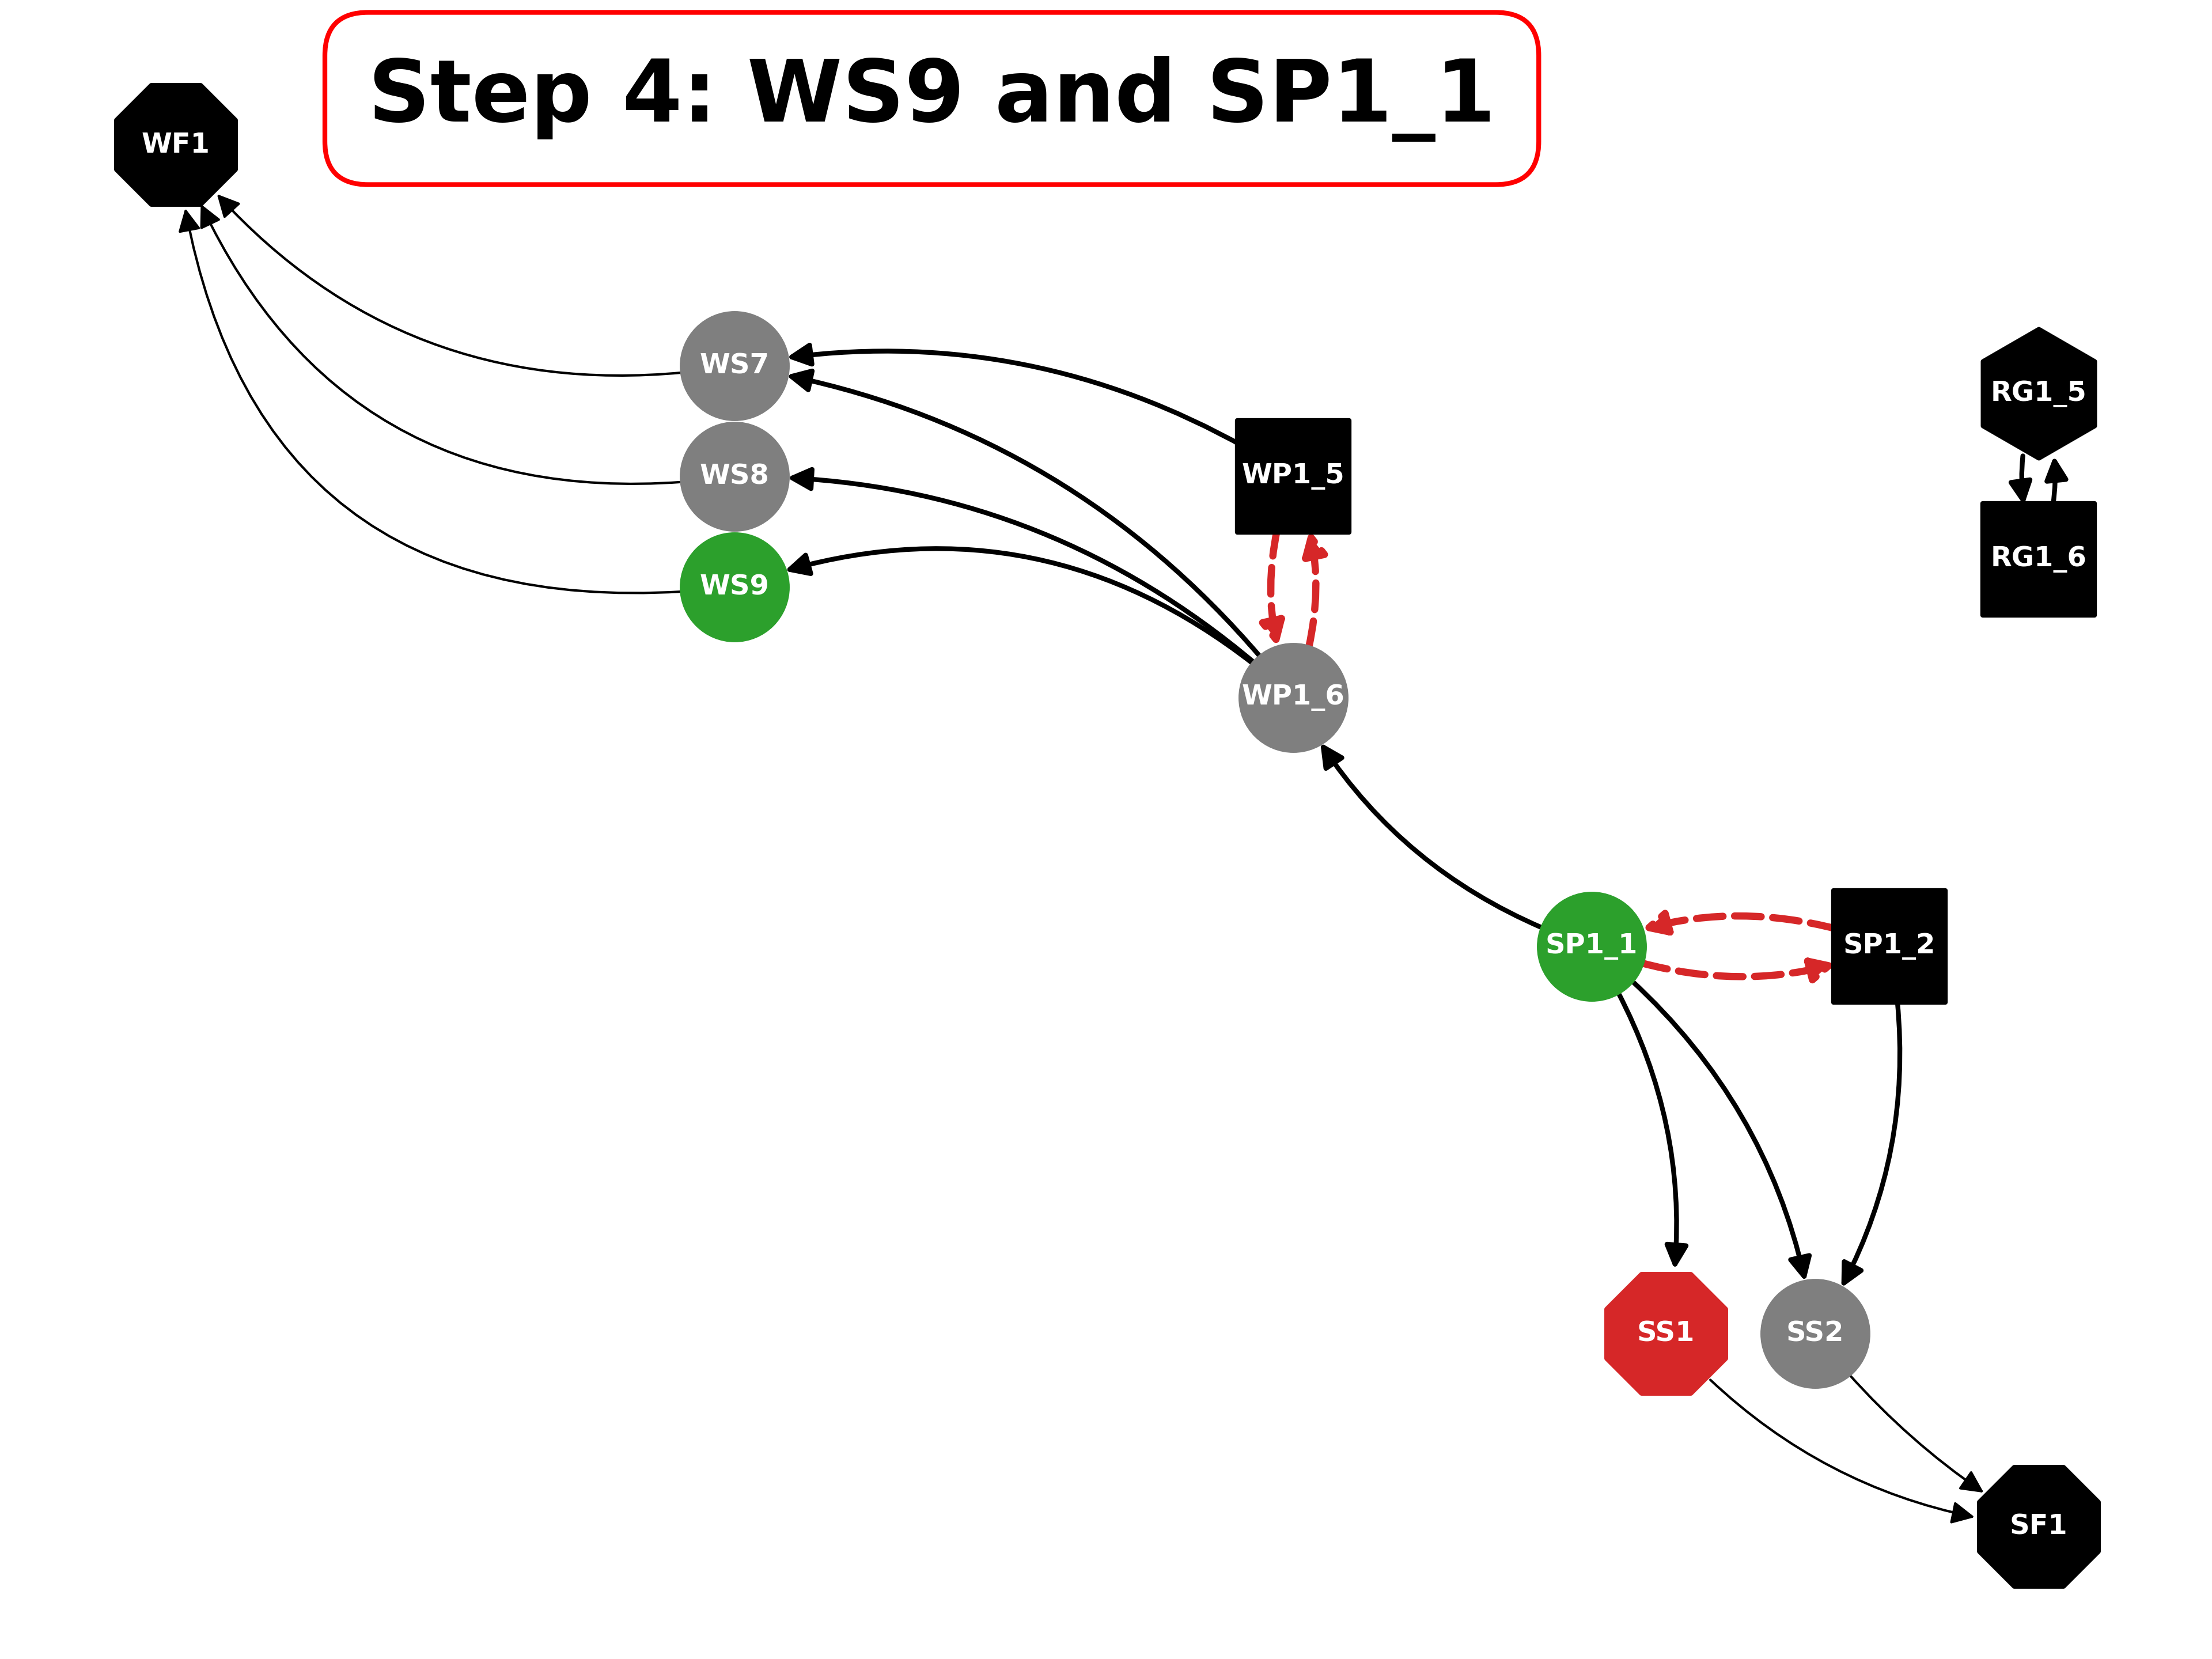 Step 4: WS9 and SP1_1
WF1
WS7
RG1_5
WS8
WP1_5
RG1_6
WS9
WP1_6
SP1_1
SP1_2
SS1
SS2
SF1